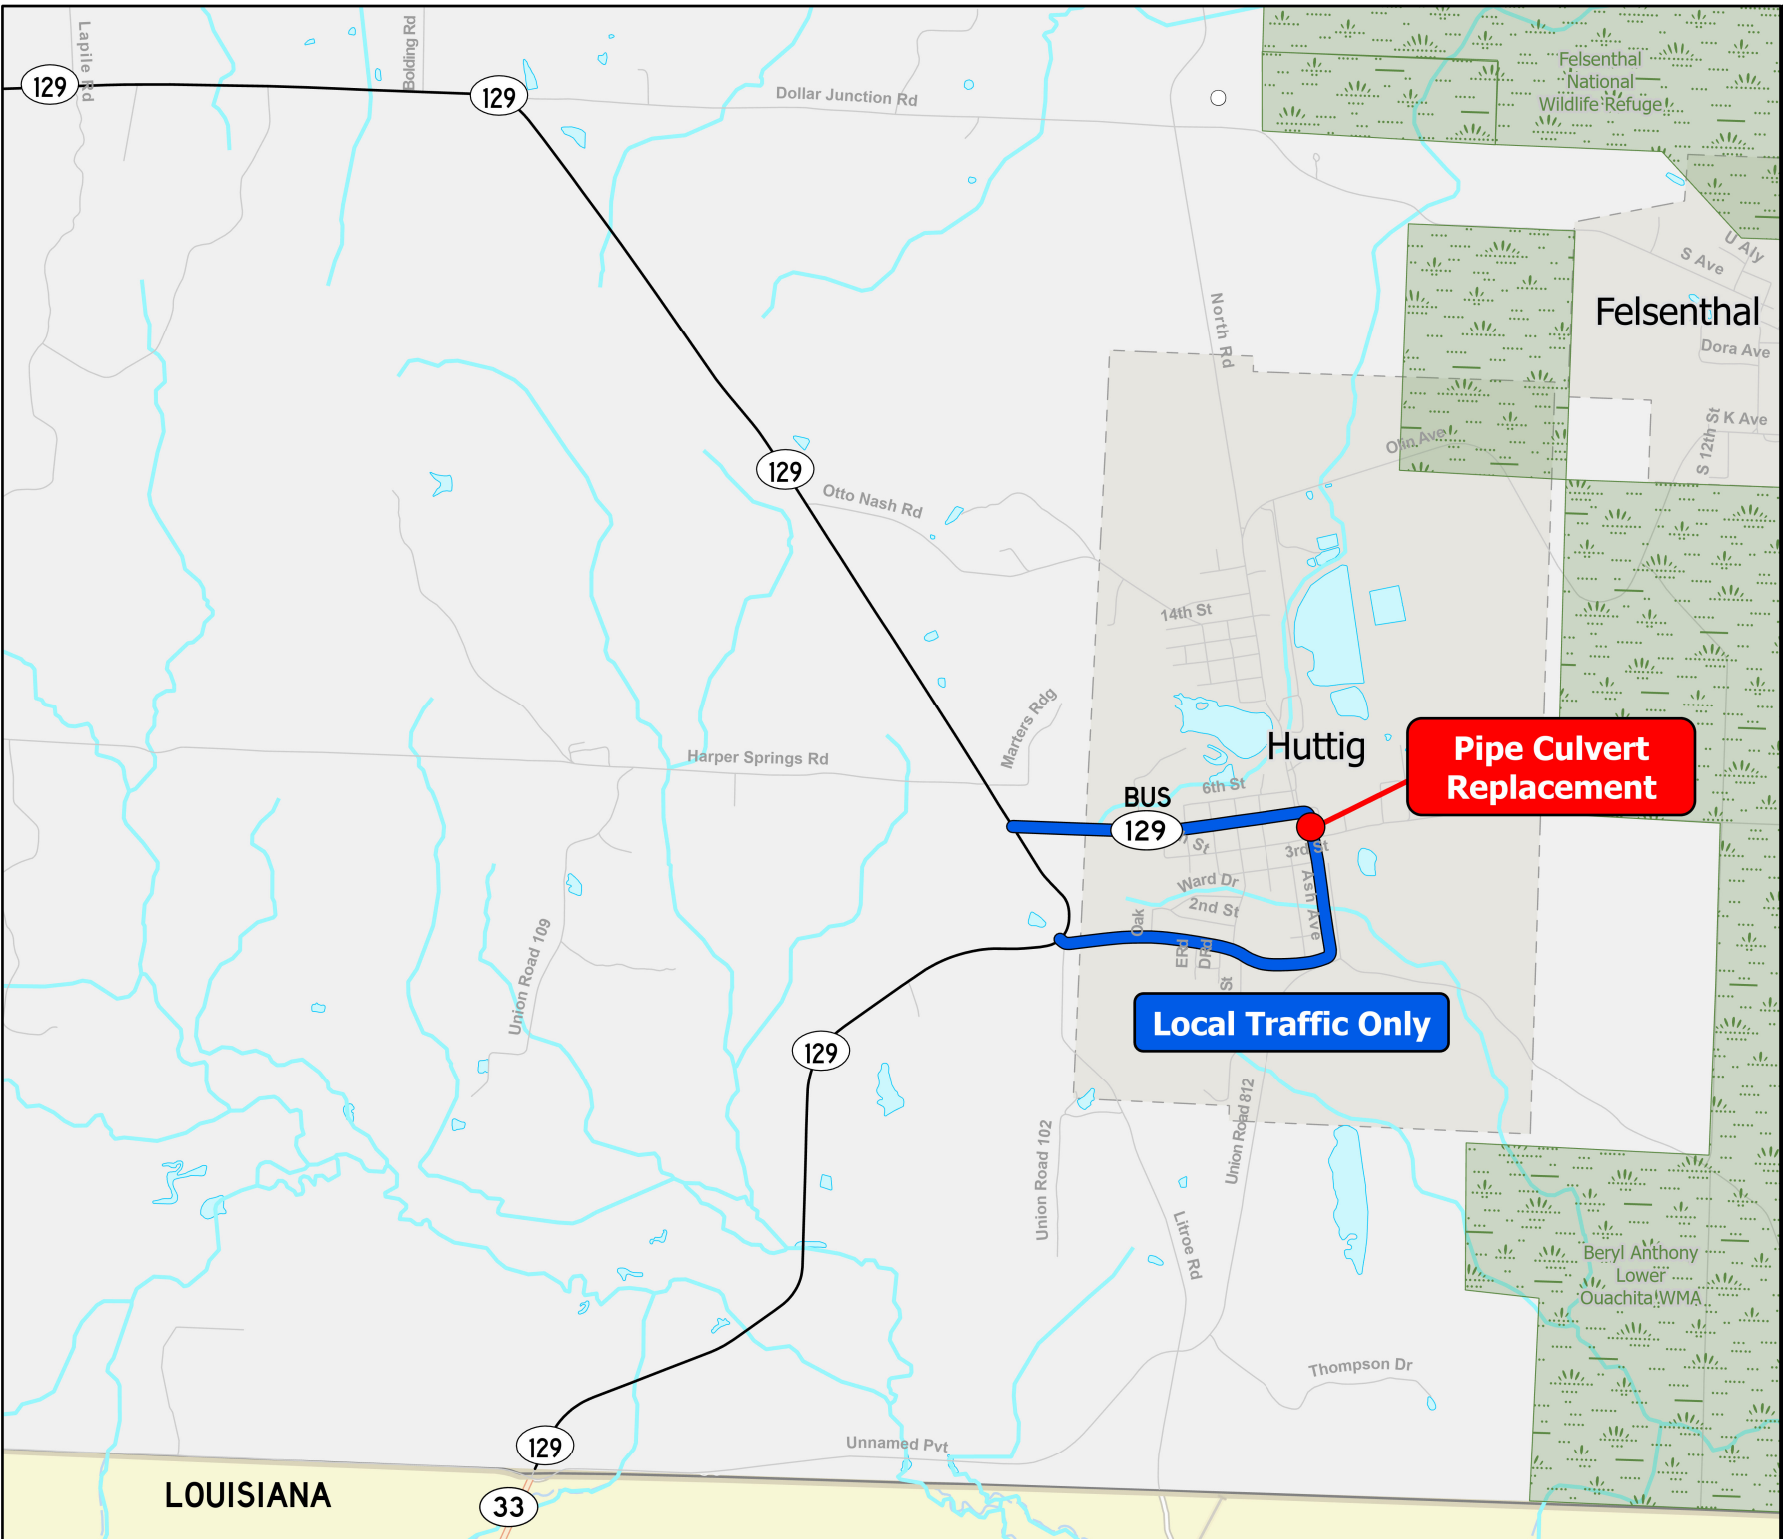 Lapile Rd
Bolding Rd
129
129
Dollar Junction Rd
Felsenthal
National
Wildlife Refuge
U Aly
S Ave
Felsenthal
North Rd
Dora Ave
K Ave
S 12th St
Olin Ave
129
Otto Nash Rd
14th St
Marters Rdg
Harper Springs Rd
Huttig
Pipe Culvert
Replacement
6th St
BUS
129
h St
3rd St
Ward Dr
Ash Ave
2nd St
Oak
ERd
DRd
St
Union Road 109
Local Traffic Only
129
Union Road 812
Union Road 102
Litroe Rd
Beryl Anthony
Lower
Ouachita WMA
Thompson Dr
129
Unnamed Pvt
LOUISIANA
33